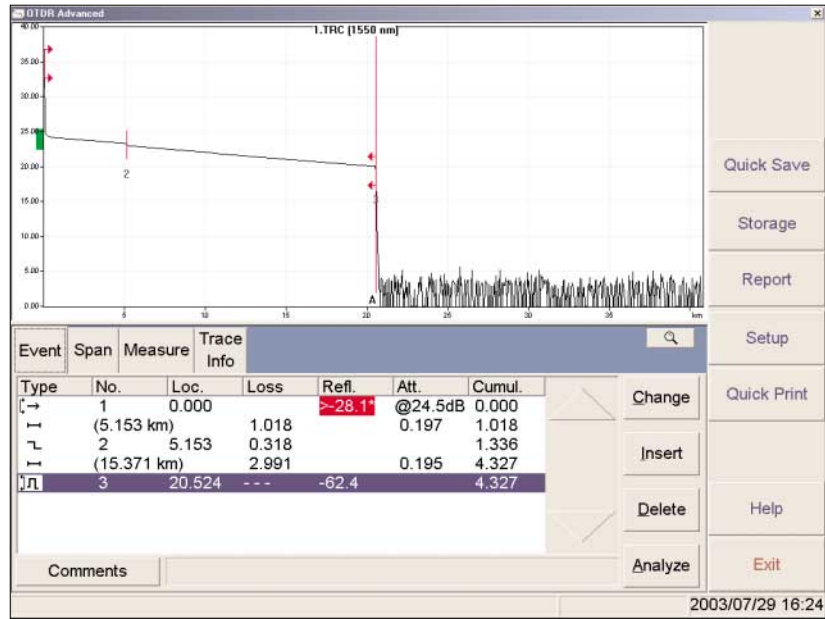 OTDR Advanced
1.TRC (1550 nm)
40.00
35.00
30.00
25.00
20.00
15.00
10.00
5.00
0.00
2
3
A
5 10 15 20 25 30 35 km
Quick Save
Storage
Report
Setup
Quick Print
Help
Exit
Event Span Measure Trace Info
Type No. Loc. Loss Refl. Att. Cumul.
1 0.000 >-28.1* @24.5dB 0.000
(5.153 km) 1.018 0.197 1.018
2 5.153 0.318 1.336
(15.371 km) 2.991 0.195 4.327
3 20.524 --- -62.4 4.327
Change
Insert
Delete
Analyze
Comments
2003/07/29 16:24